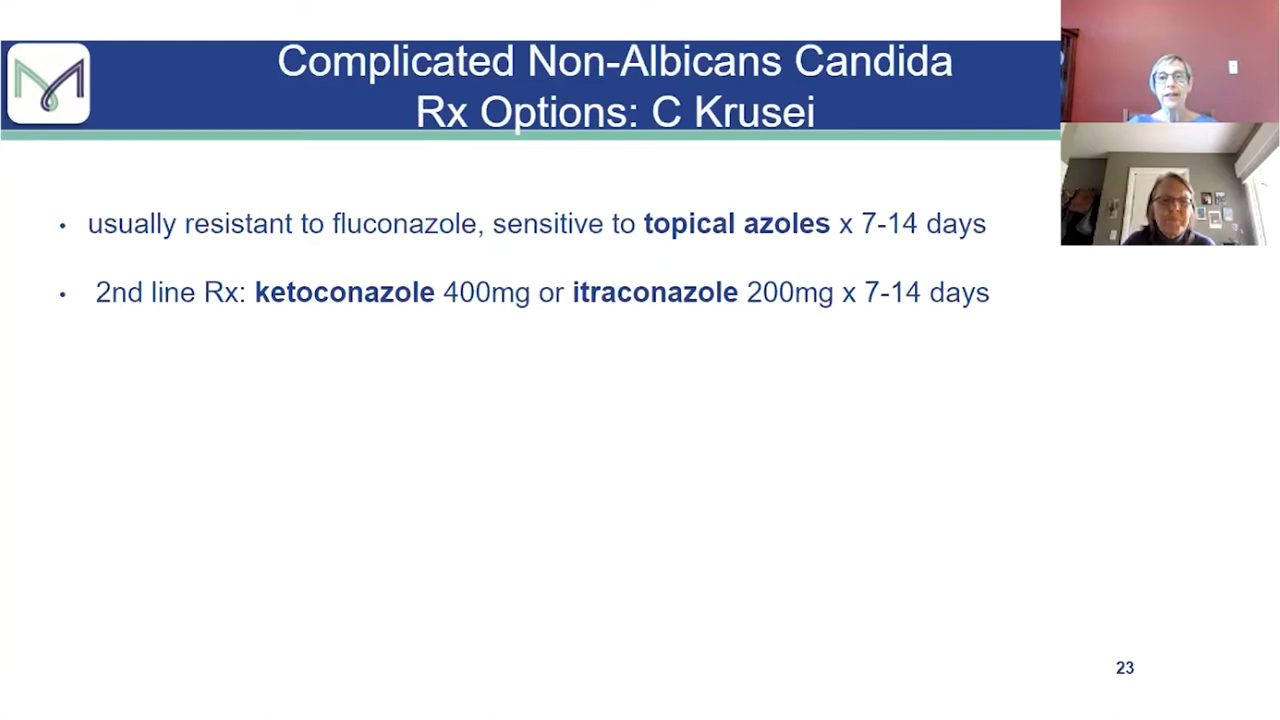 Complicated Non-Albicans Candida
Rx Options: C Krusei
• usually resistant to fluconazole, sensitive to topical azoles x 7-14 days
• 2nd line Rx: ketoconazole 400mg or itraconazole 200mg x 7-14 days
23